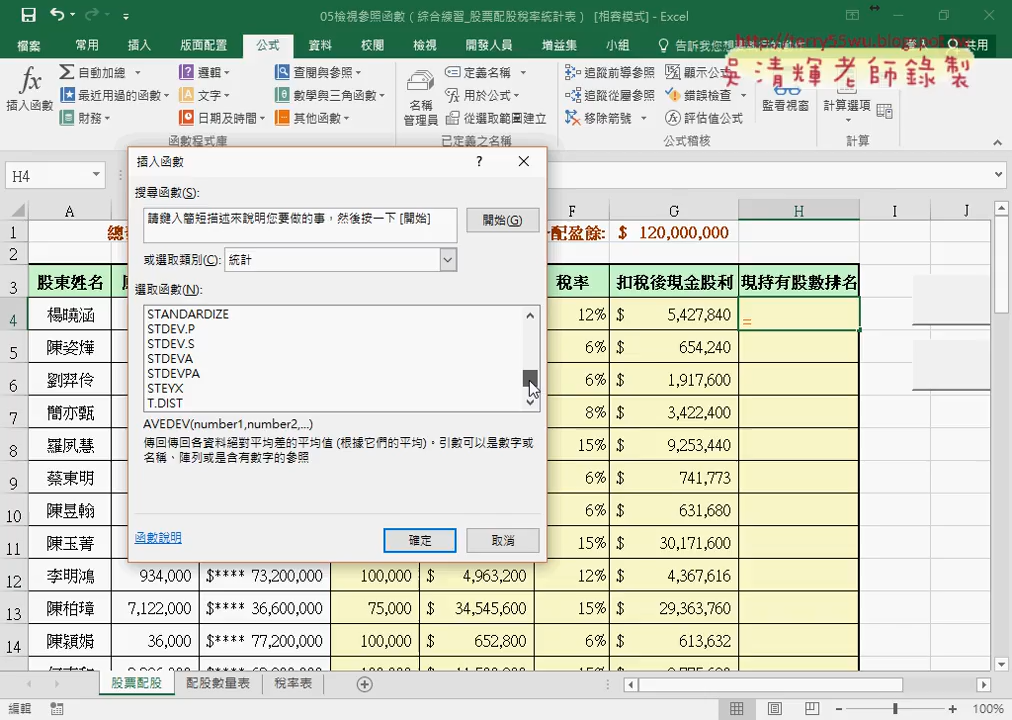 05檢視參照函數（綜合練習_股票配股稅率統計表） [相容模式] - Excel
檔案 常用 插入 版面配置 公式 資料 校閱 檢視 開發人員 增益集 小組 告訴我您想 共用
http://terry55wu.blogspot.tw
吳清輝老師錄製
插入函數
自動加總
最近用過的函數
財務
邏輯
文字
日期及時間
查閱與參照
數學與三角函數
其他函數
函數程式庫
名稱管理員
定義名稱
用於公式
從選取範圍建立
已定義之名稱
追蹤前導參照
追蹤從屬參照
移除箭號
顯示公式
錯誤檢查
評估值公式
公式稽核
監看視窗
計算選項
計算
H4
插入函數 ?
搜尋函數(S):
請鍵入簡短描述來說明您要做的事，然後按一下 [開始]
開始(G)
或選取類別(C): 統計
選取函數(N):
STANDARDIZE
STDEV.P
STDEV.S
STDEVA
STDEVPA
STEYX
T.DIST
AVEDEV(number1,number2,...)
傳回傳回各資料絕對平均差的平均值 (根據它們的平均)。引數可以是數字或
名稱、陣列或是含有數字的參照
函數說明
確定 取消
A F G H I J
1 總 配盈餘: $ 120,000,000
2
3 股東姓名 稅率 扣稅後現金股利 現持有股數排名
4 楊曉涵 12% $ 5,427,840 =
5 陳姿燁 6% $ 654,240
6 劉羿伶 6% $ 1,917,600
7 簡亦甄 8% $ 3,422,400
8 羅夙慧 15% $ 9,253,440
9 蔡東明 6% $ 741,773
10 陳昱翰 6% $ 631,680
11 陳玉菁 15% $ 30,171,600
12 李明鴻 934,000 $**** 73,200,000 100,000 $ 4,963,200 12% $ 4,367,616
13 陳柏璋 7,122,000 $**** 36,600,000 75,000 $ 34,545,600 15% $ 29,363,760
14 陳穎娟 36,000 $**** 77,200,000 100,000 $ 652,800 6% $ 613,632
股票配股 配股數量表 稅率表
編輯
100%